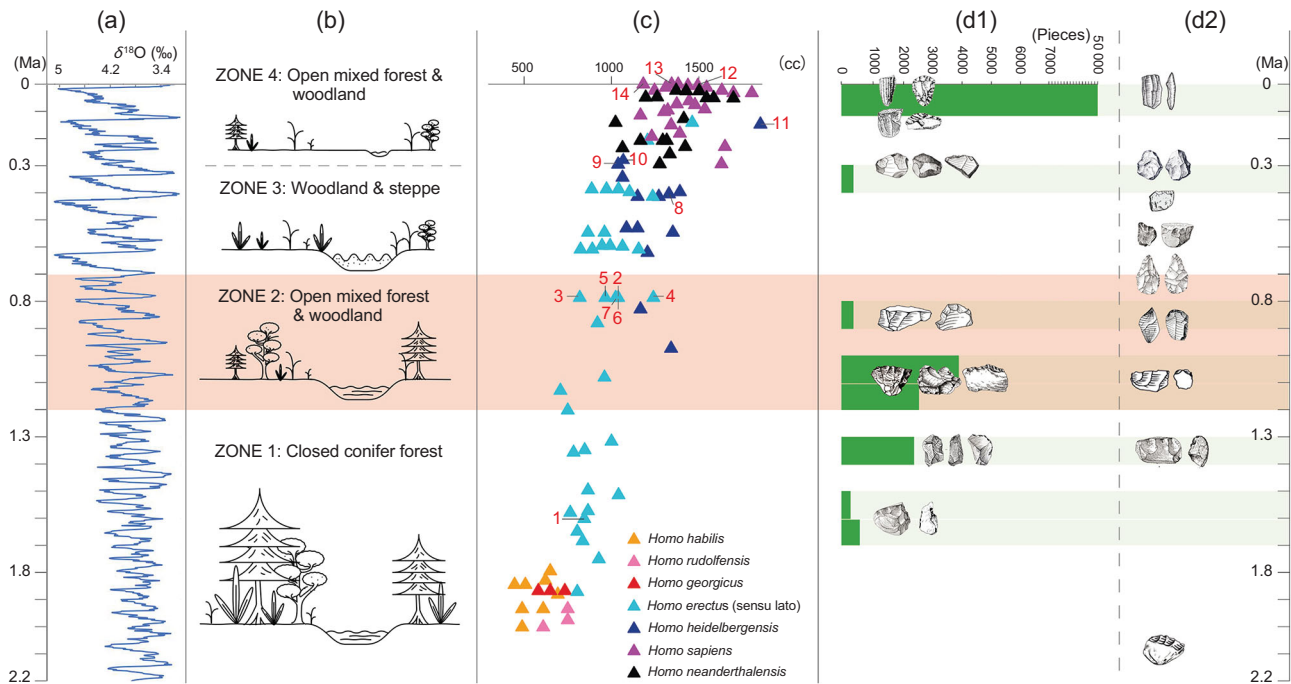 (a)
(b)
(c)
(d1)
(d2)
(Ma)
δ18O (‰)
5
4.2
3.4
0
0.3
0.8
1.3
1.8
2.2
ZONE 4: Open mixed forest &
woodland
ZONE 3: Woodland & steppe
ZONE 2: Open mixed forest
& woodland
ZONE 1: Closed conifer forest
500
1000
1500
(cc)
13
12
14
11
9
10
8
5
2
3
4
7
6
1
Homo habilis
Homo rudolfensis
Homo georgicus
Homo erectus (sensu lato)
Homo heidelbergensis
Homo sapiens
Homo neanderthalensis
(Pieces)
0
1000
2000
3000
4000
5000
7000
50 000
(Ma)
0
0.3
0.8
1.3
1.8
2.2